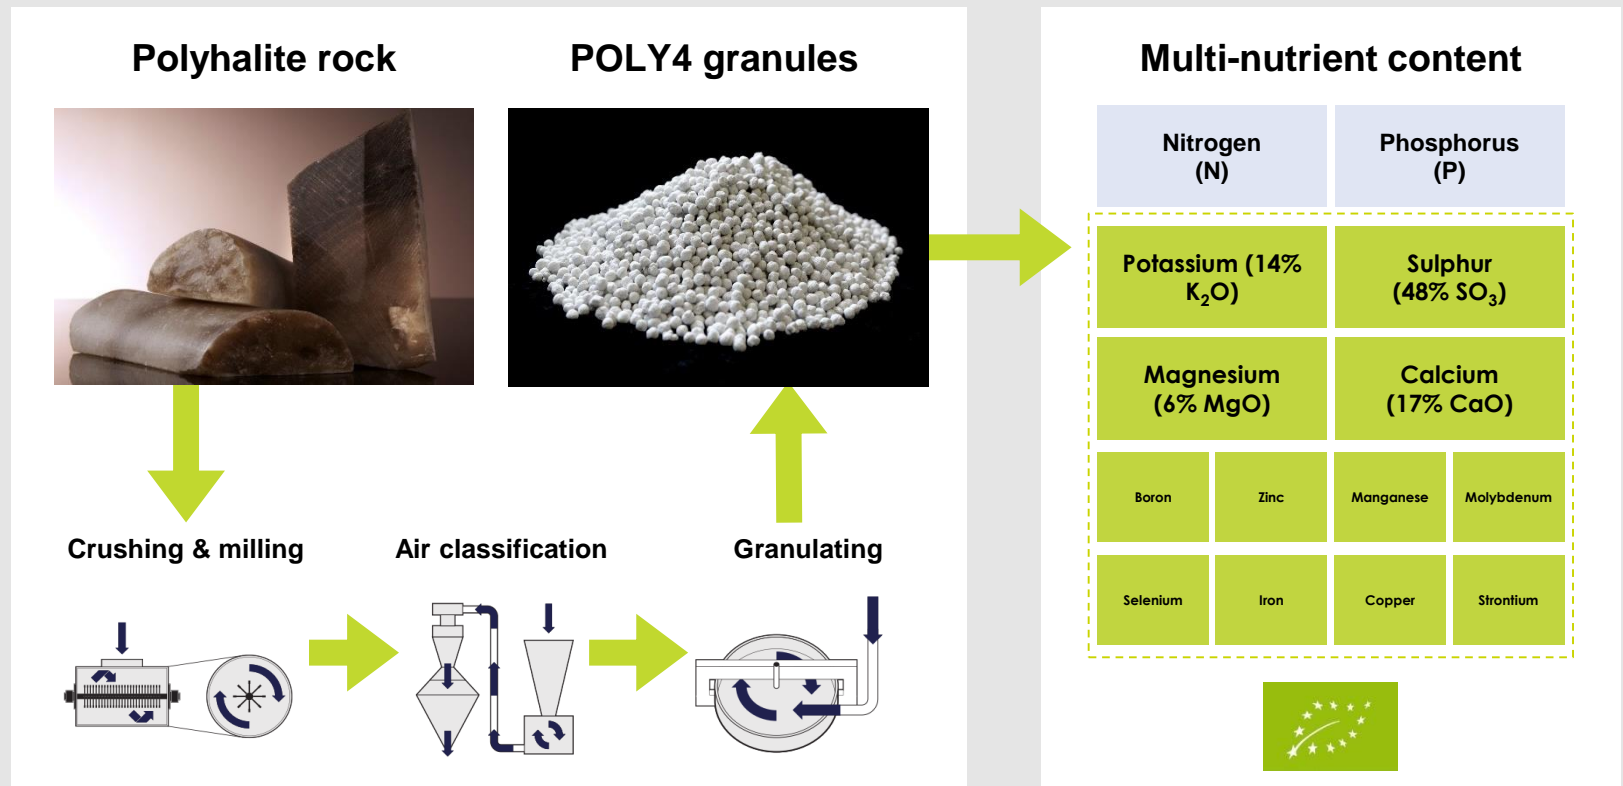 Polyhalite rock
POLY4 granules
Crushing & milling
Air classification
Granulating
Multi-nutrient content
Nitrogen
(N)
Phosphorus
(P)
Potassium (14%
K₂O)
Sulphur
(48% SO₃)
Magnesium
(6% MgO)
Calcium
(17% CaO)
Boron
Zinc
Manganese
Molybdenum
Selenium
Iron
Copper
Strontium